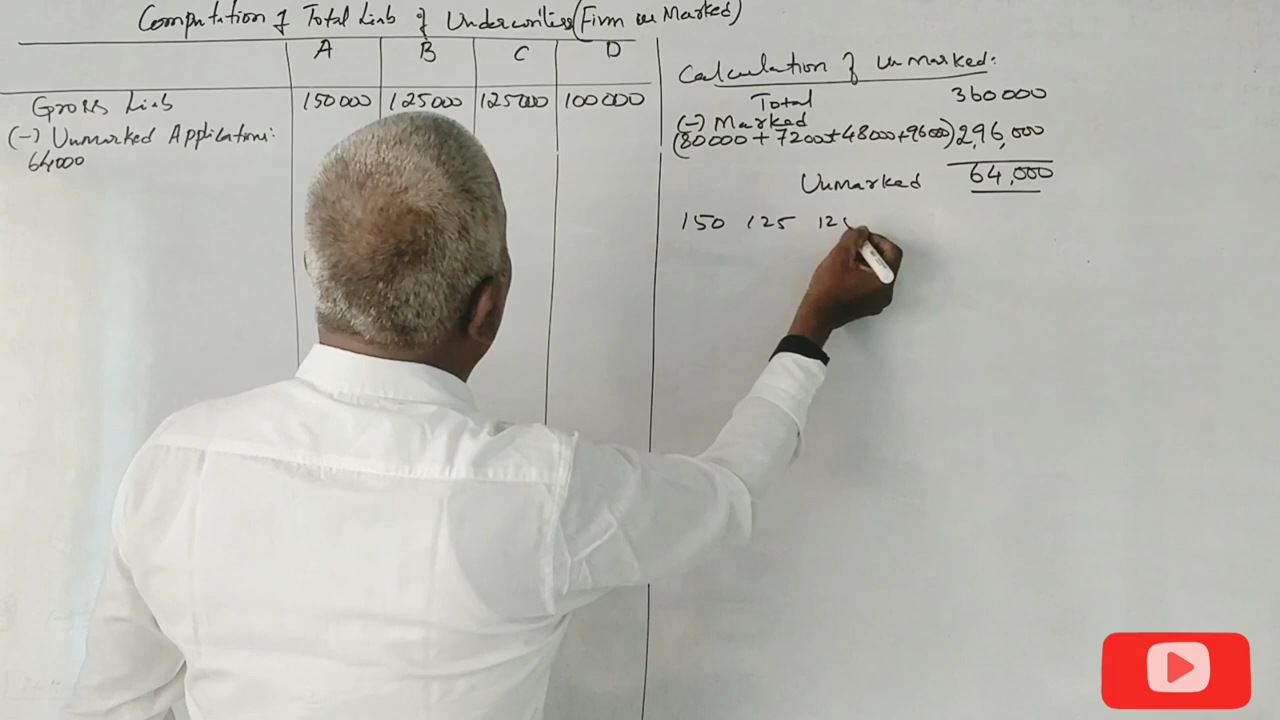 Computation of Total Liab of Underwriters (Firm as Marked)
A B C D
Gross Liab 150000 125000 125000 100000
(-) Unmarked Applications:
64000
Calculation of unmarked:
Total 360000
(-) Marked
(80000+72000+48000+96000) 2,96,000
Unmarked 64,000
150 125 12